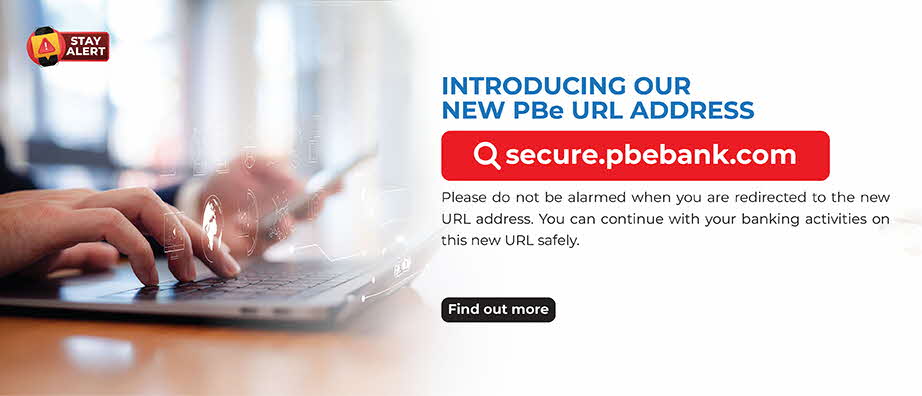 STAY
ALERT
INTRODUCING OUR
NEW PBe URL ADDRESS
secure.pbebank.com
Please do not be alarmed when you are redirected to the new
URL address. You can continue with your banking activities on
this new URL safely.
Find out more